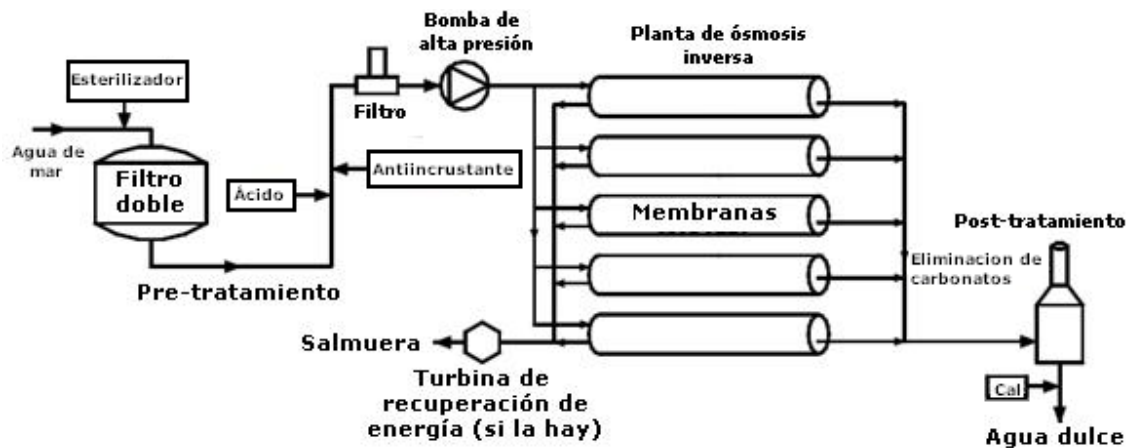 Bomba de
alta presión
Planta de ósmosis
inversa
Esterilizador
Filtro
Agua de
mar
Filtro
doble
Ácido
Antiincrustante
Membranas
Post-tratamiento
Eliminacion de
carbonatos
Pre-tratamiento
Salmuera
Turbina de
recuperación de
energía (si la hay)
Cal
Agua dulce